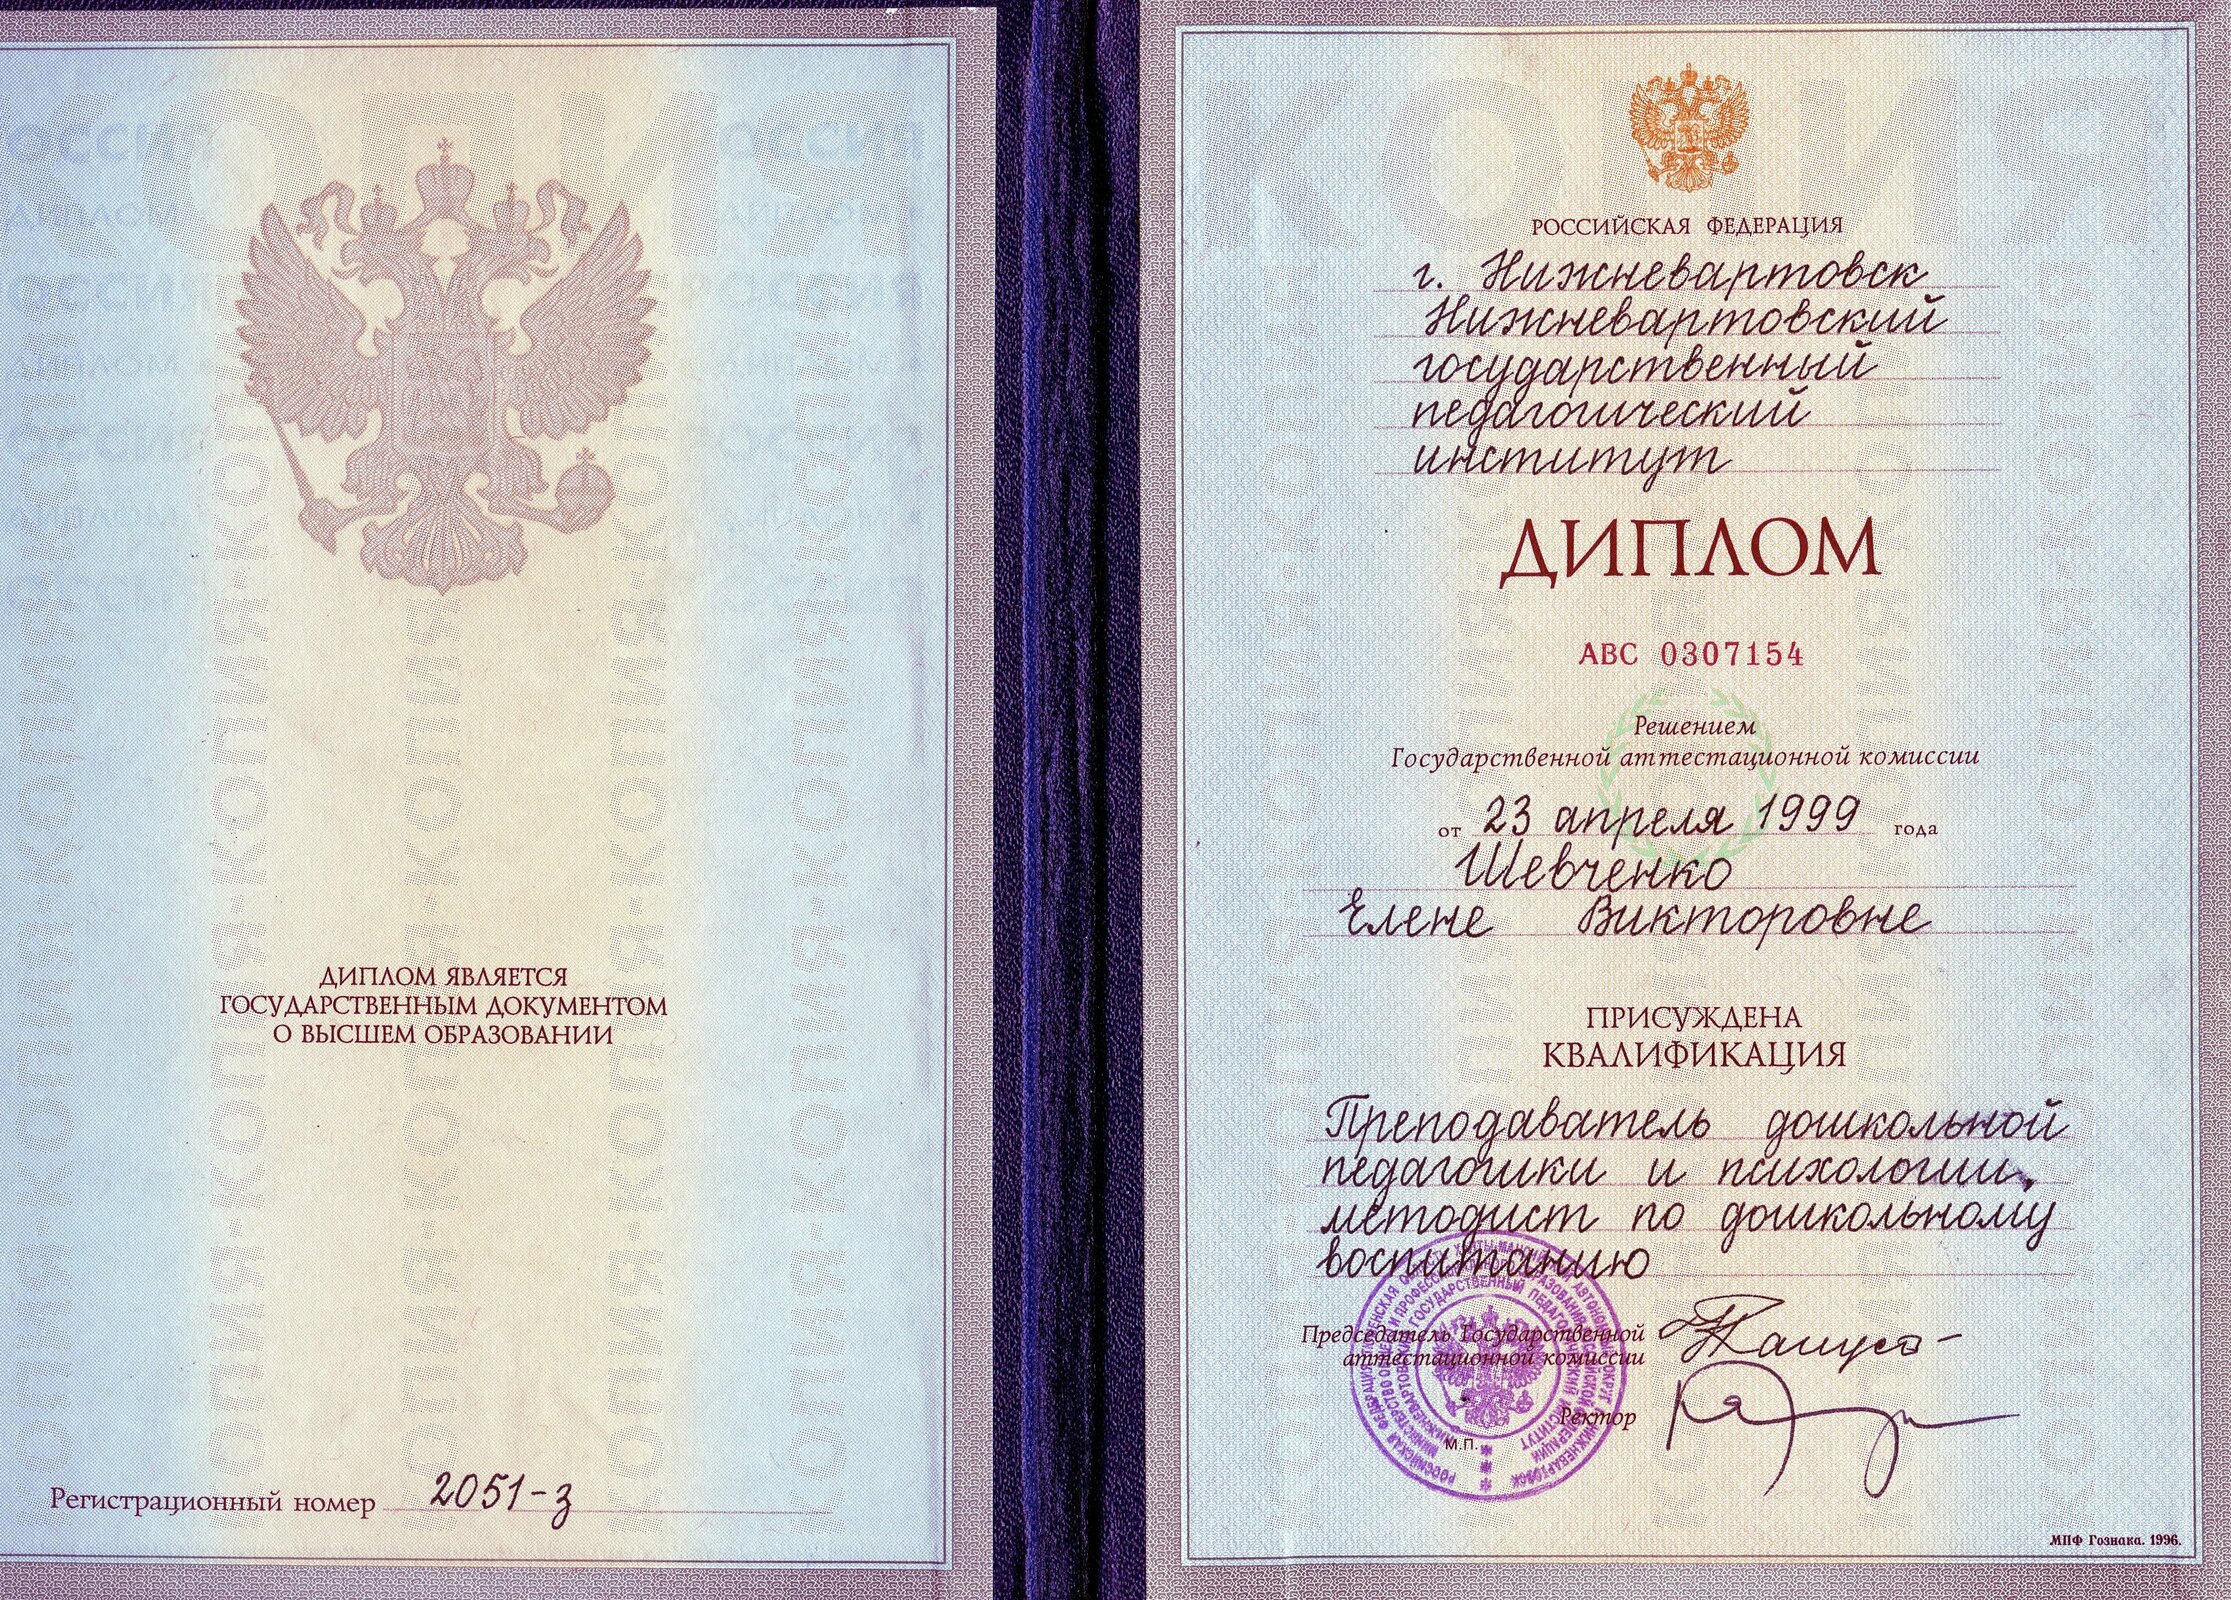 ДИПЛОМ ЯВЛЯЕТСЯ
ГОСУДАРСТВЕННЫМ ДОКУМЕНТОМ
О ВЫСШЕМ ОБРАЗОВАНИИ
Регистрационный номер 2051-з
КОПИЯ
РОССИЙСКАЯ ФЕДЕРАЦИЯ
г. Нижневартовск
Нижневартовский
государственный
педагогический
институт
ДИПЛОМ
АВС 0307154
Решением
Государственной аттестационной комиссии
от 23 апреля 1999 года
Шевченко
Елене Викторовне
ПРИСУЖДЕНА
КВАЛИФИКАЦИЯ
Преподаватель дошкольной
педагогики и психологии,
методист по дошкольному
воспитанию
Председатель Государственной
аттестационной комиссии
Ректор
М.П.
МПФ Гознака. 1996.